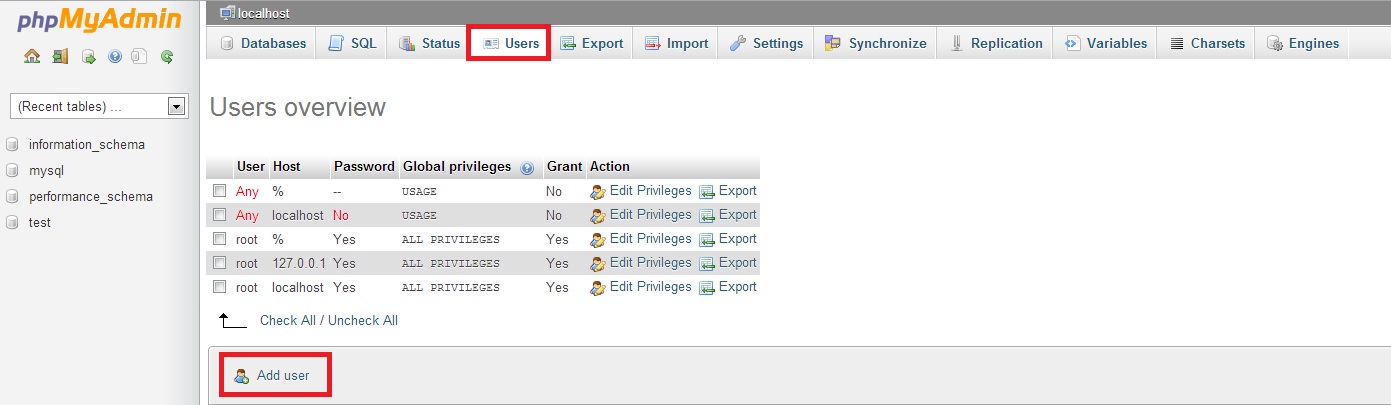 phpMyAdmin
(Recent tables) ...
information_schema
mysql
performance_schema
test
localhost
Databases SQL Status Users Export Import Settings Synchronize Replication Variables Charsets Engines
Users overview
User Host Password Global privileges Grant Action
Any % -- USAGE No Edit Privileges Export
Any localhost No USAGE No Edit Privileges Export
root % Yes ALL PRIVILEGES Yes Edit Privileges Export
root 127.0.0.1 Yes ALL PRIVILEGES Yes Edit Privileges Export
root localhost Yes ALL PRIVILEGES Yes Edit Privileges Export
Check All / Uncheck All
Add user